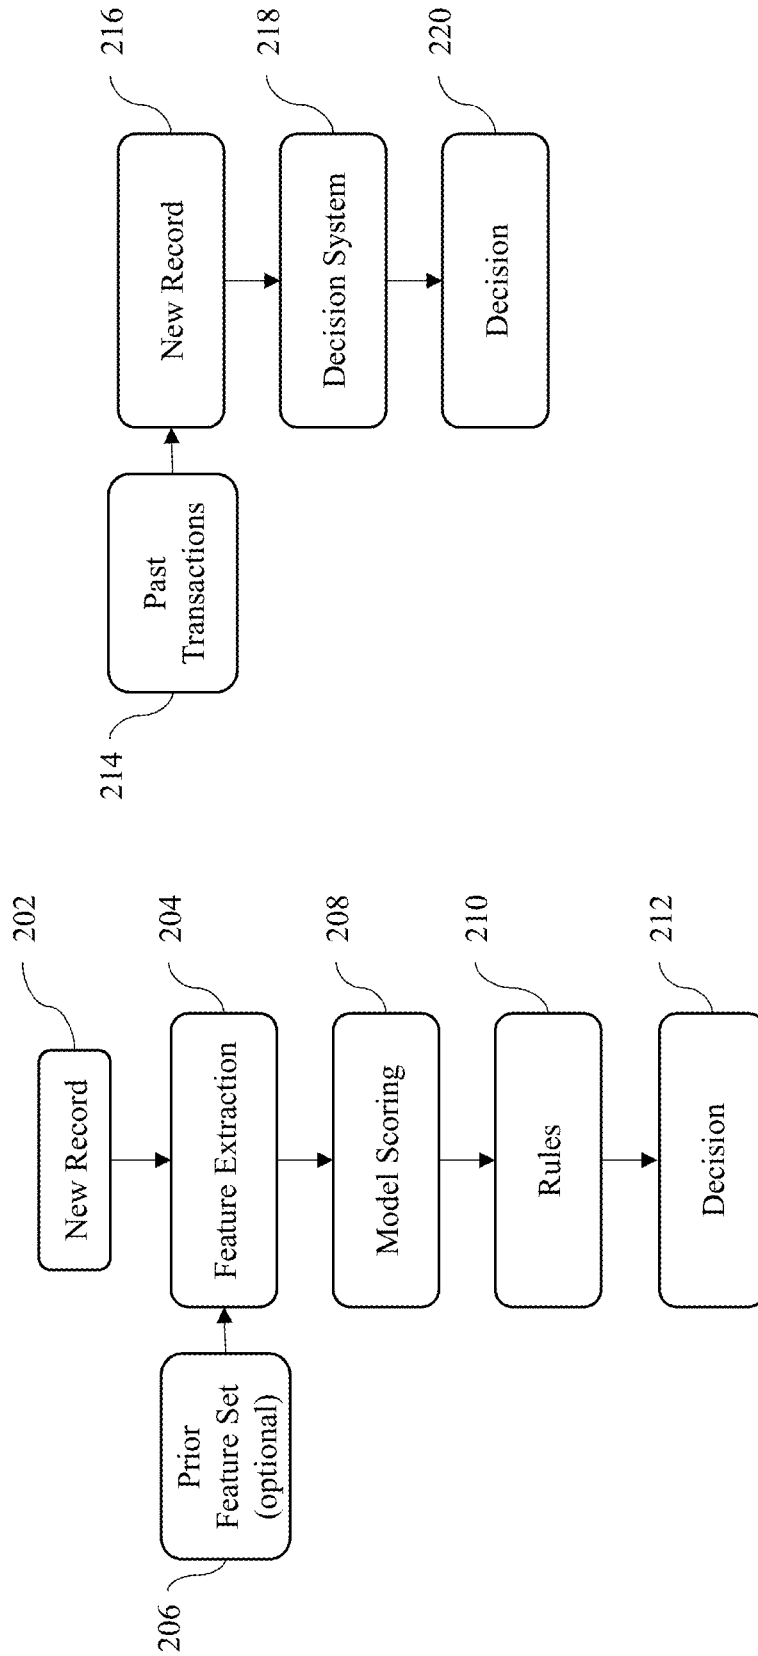 New Record
202
Prior
Feature Set
(optional)
206
Feature Extraction
204
Model Scoring
208
Rules
210
Decision
212
Past
Transactions
214
New Record
216
Decision System
218
Decision
220